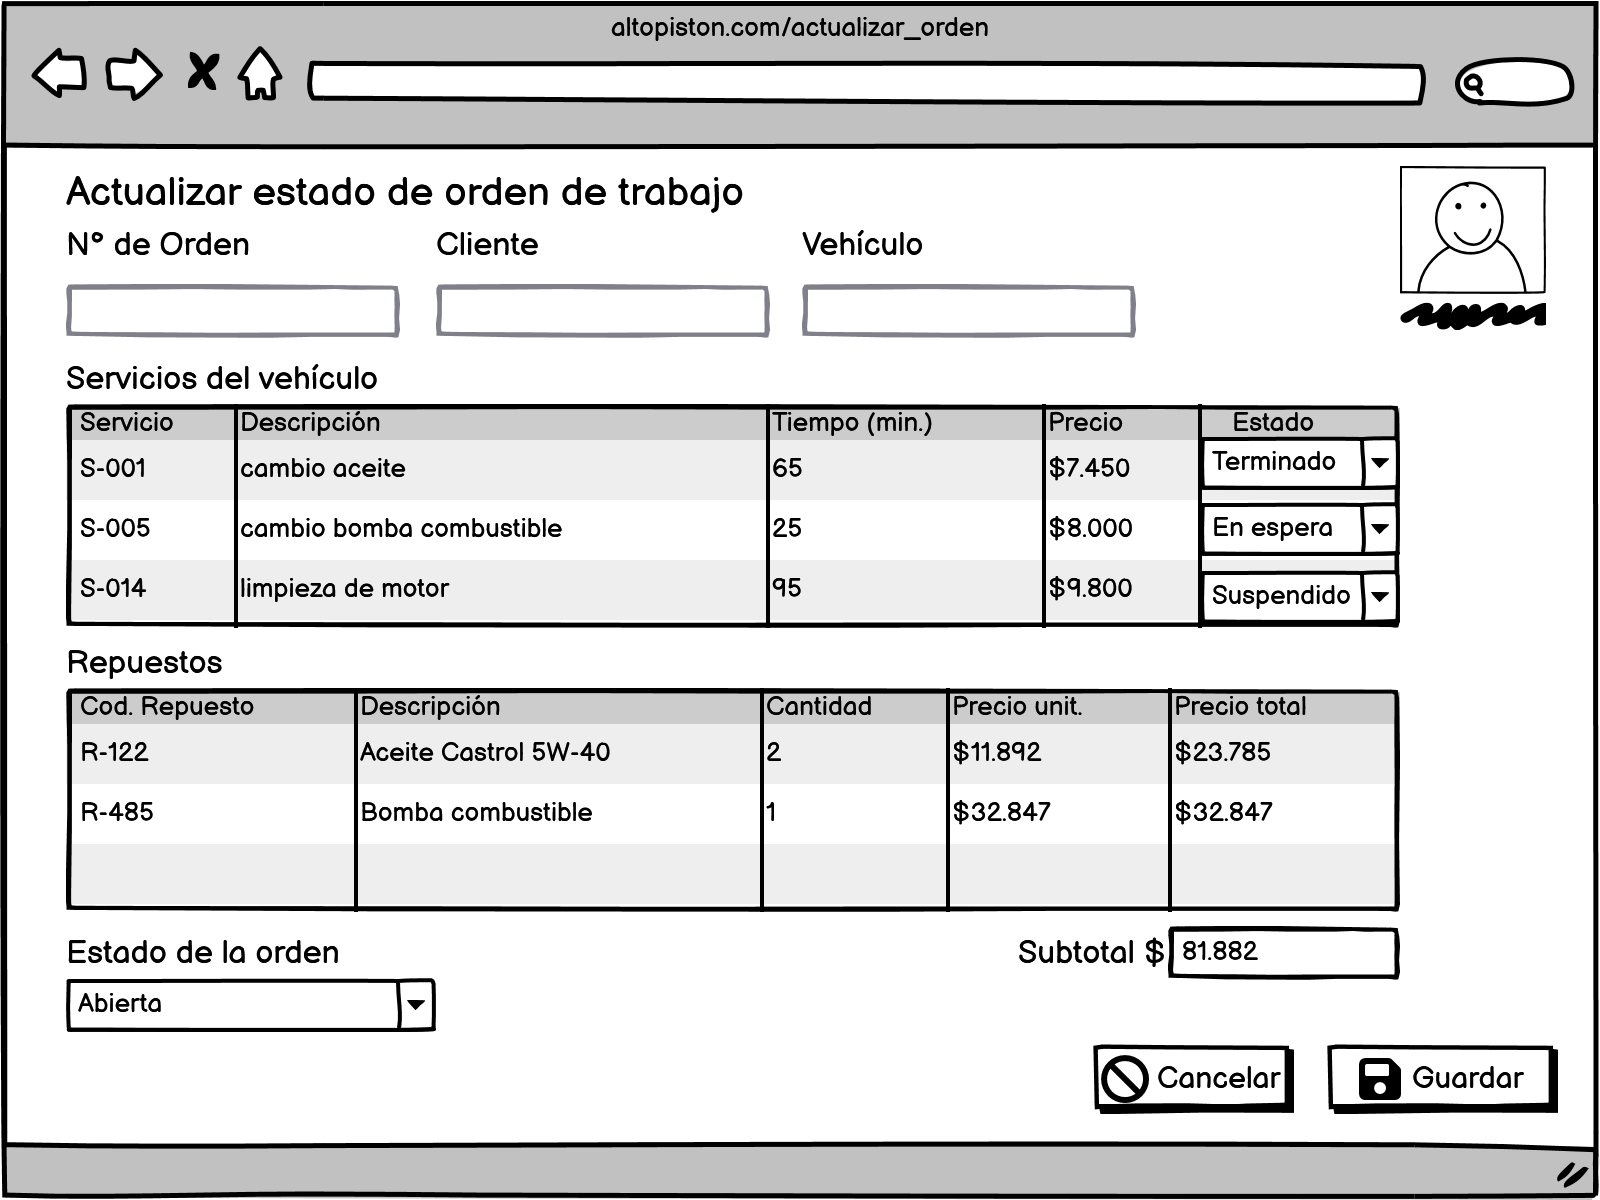 altopiston.com/actualizar_orden
Actualizar estado de orden de trabajo
N° de Orden Cliente Vehículo
Servicios del vehículo
Servicio Descripción Tiempo (min.) Precio Estado
S-001 cambio aceite 65 $7.450 Terminado
S-005 cambio bomba combustible 25 $8.000 En espera
S-014 limpieza de motor 95 $9.800 Suspendido
Repuestos
Cod. Repuesto Descripción Cantidad Precio unit. Precio total
R-122 Aceite Castrol 5W-40 2 $11.892 $23.785
R-485 Bomba combustible 1 $32.847 $32.847
Estado de la orden Subtotal $ 81.882
Abierta
Cancelar Guardar